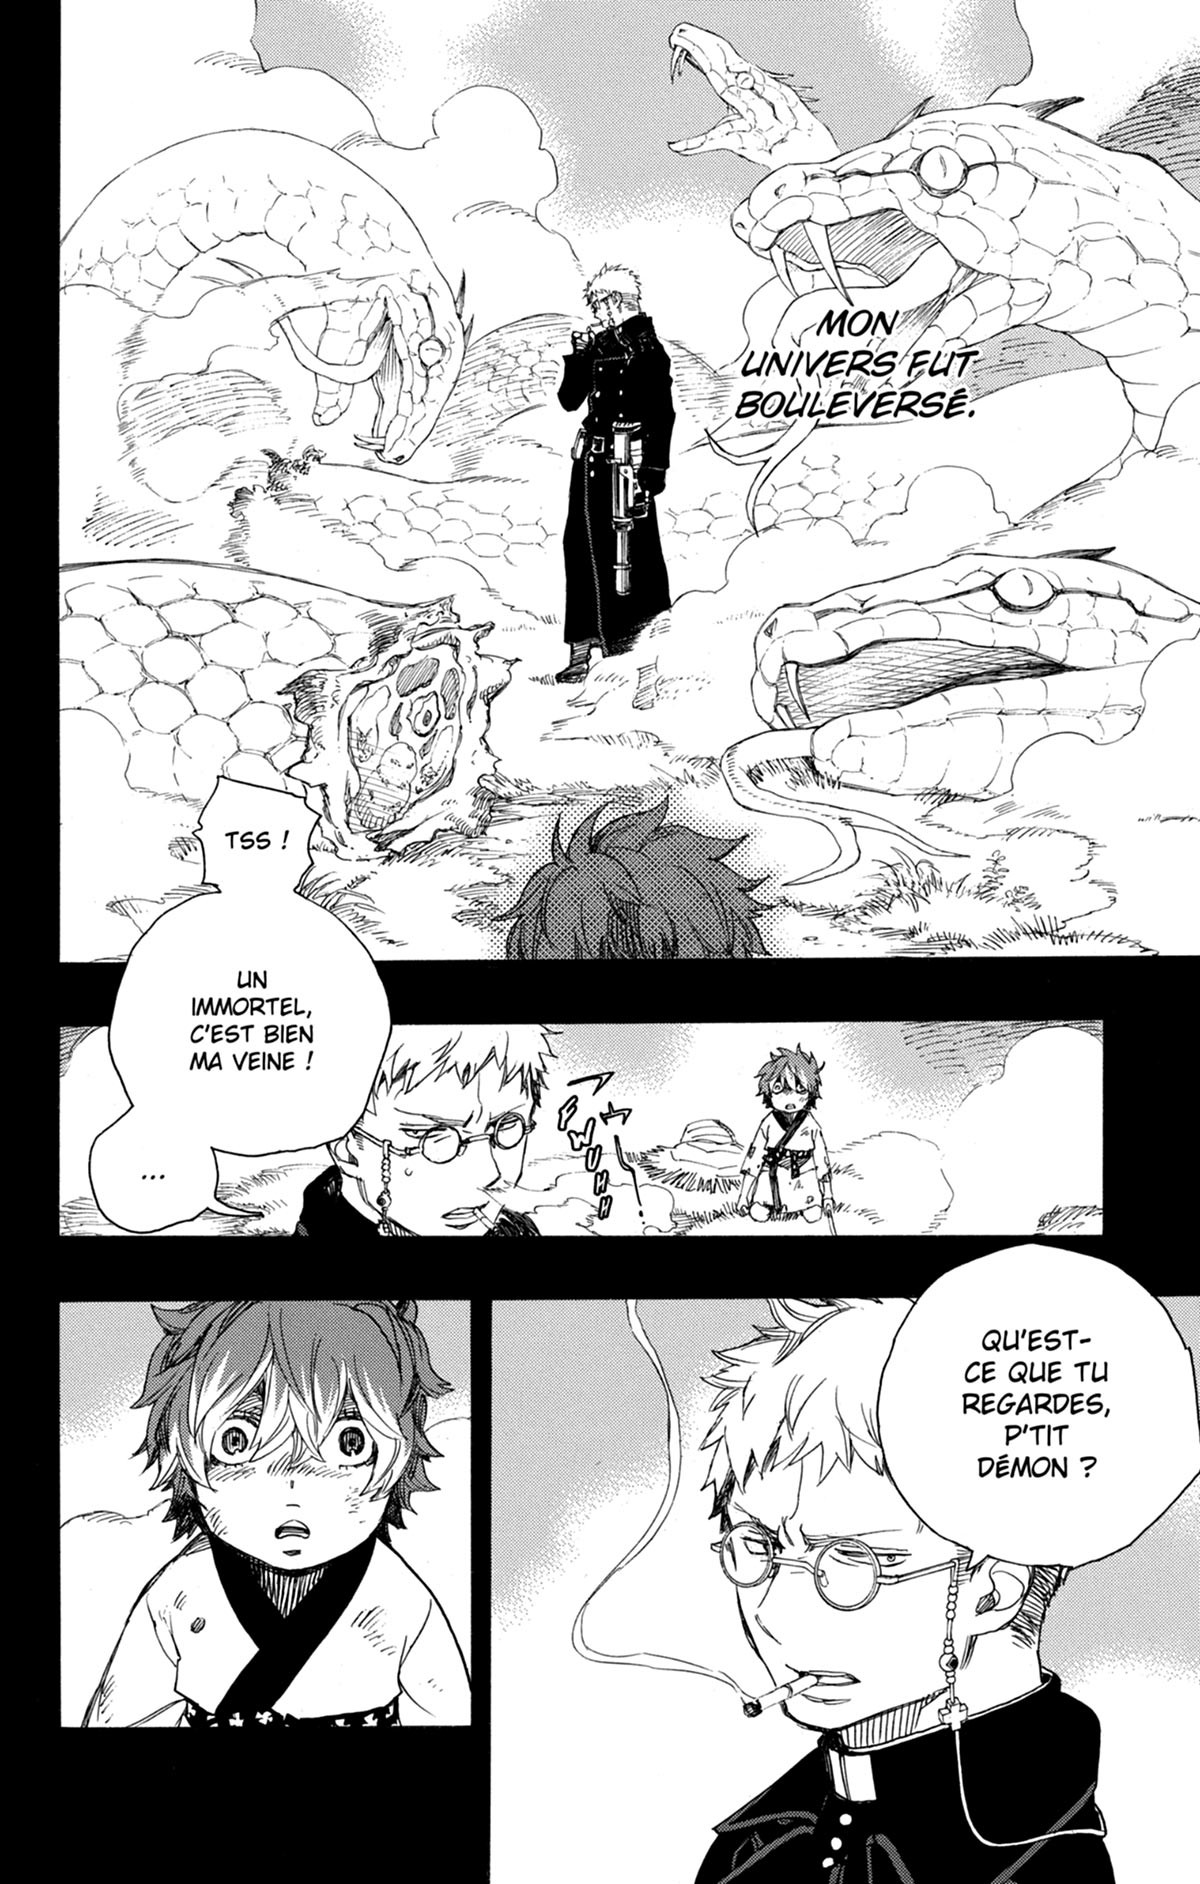 MON
UNIVERS FUT
BOULEVERSÉ.
TSS !
UN
IMMORTEL,
C'EST BIEN
MA VEINE !
...
FWUHH
QU'EST-
CE QUE TU
REGARDES,
P'TIT
DÉMON ?